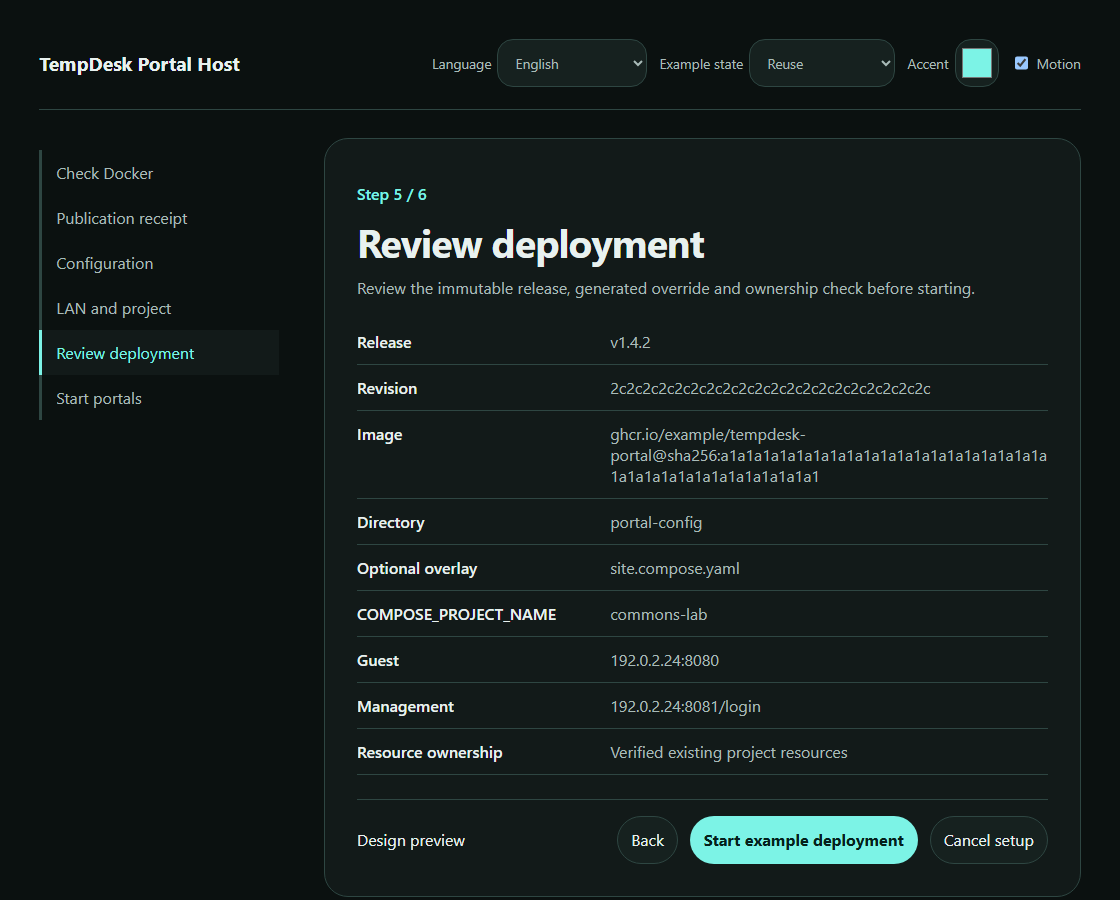 TempDesk Portal Host
Language English Example state Reuse Accent Motion
Check Docker
Publication receipt
Configuration
LAN and project
Review deployment
Start portals
Step 5 / 6
Review deployment
Review the immutable release, generated override and ownership check before starting.
Release v1.4.2
Revision 2c2c2c2c2c2c2c2c2c2c2c2c2c2c2c2c2c2c2c2c
Image ghcr.io/example/tempdesk-
portal@sha256:a1a1a1a1a1a1a1a1a1a1a1a1a1a1a1a1a1a1a1a
1a1a1a1a1a1a1a1a1a1a1a1a1
Directory portal-config
Optional overlay site.compose.yaml
COMPOSE_PROJECT_NAME commons-lab
Guest 192.0.2.24:8080
Management 192.0.2.24:8081/login
Resource ownership Verified existing project resources
Design preview Back Start example deployment Cancel setup